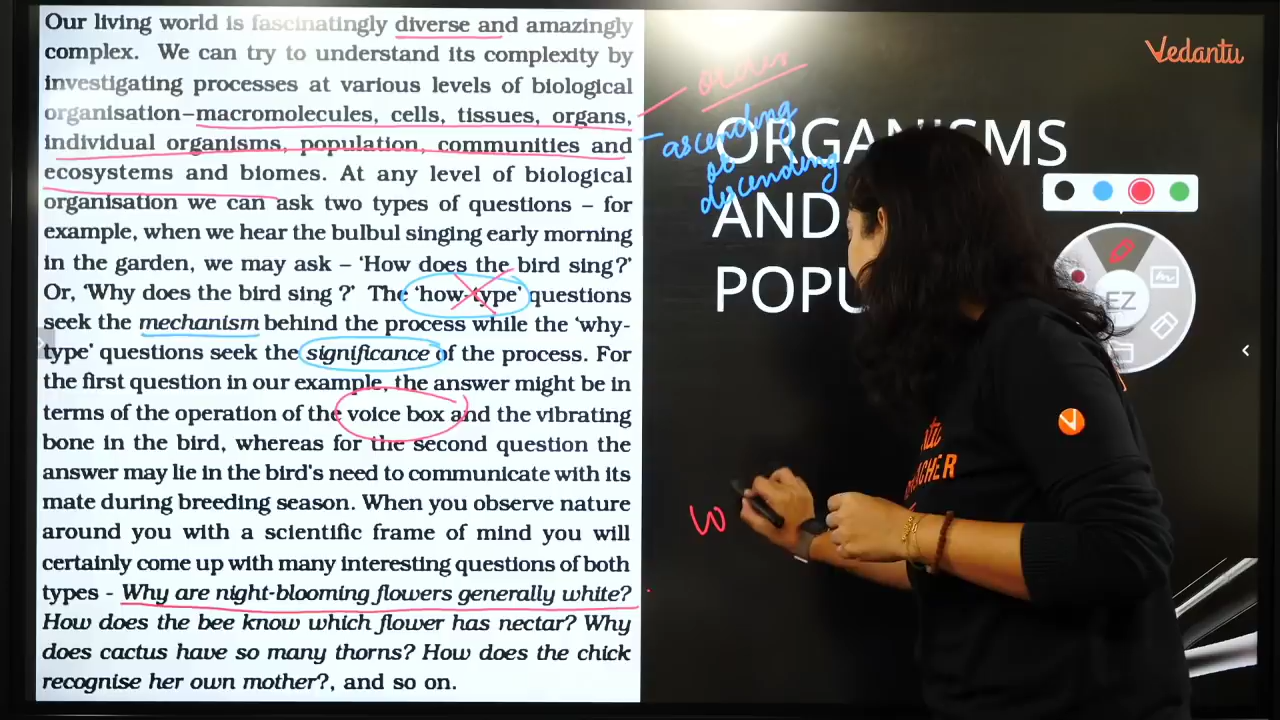 Our living world is fascinatingly diverse and amazingly
complex. We can try to understand its complexity by
investigating processes at various levels of biological
organisation–macromolecules, cells, tissues, organs,
individual organisms, population, communities and
ecosystems and biomes. At any level of biological
organisation we can ask two types of questions – for
example, when we hear the bulbul singing early morning
in the garden, we may ask – ‘How does the bird sing?’
Or, ‘Why does the bird sing ?’ The ‘how-type’ questions
seek the mechanism behind the process while the ‘why-
type’ questions seek the significance of the process. For
the first question in our example, the answer might be in
terms of the operation of the voice box and the vibrating
bone in the bird, whereas for the second question the
answer may lie in the bird's need to communicate with its
mate during breeding season. When you observe nature
around you with a scientific frame of mind you will
certainly come up with many interesting questions of both
types - Why are night-blooming flowers generally white?
How does the bee know which flower has nectar? Why
does cactus have so many thorns? How does the chick
recognise her own mother?, and so on.
Vedantu
order
ascending
or
descending
ORGANISMS
AND
POPU
EZ
W